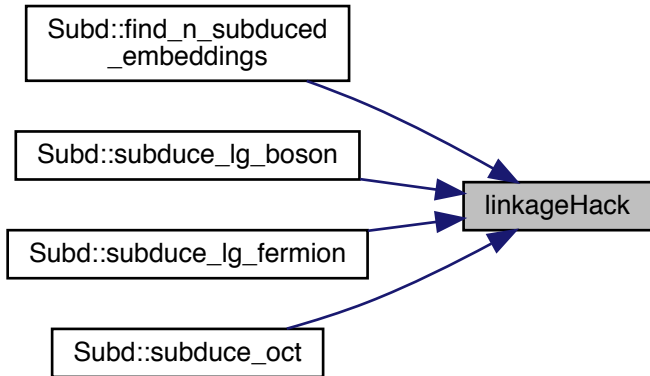 Subd::find_n_subduced
_embeddings
Subd::subduce_lg_boson
linkageHack
Subd::subduce_lg_fermion
Subd::subduce_oct